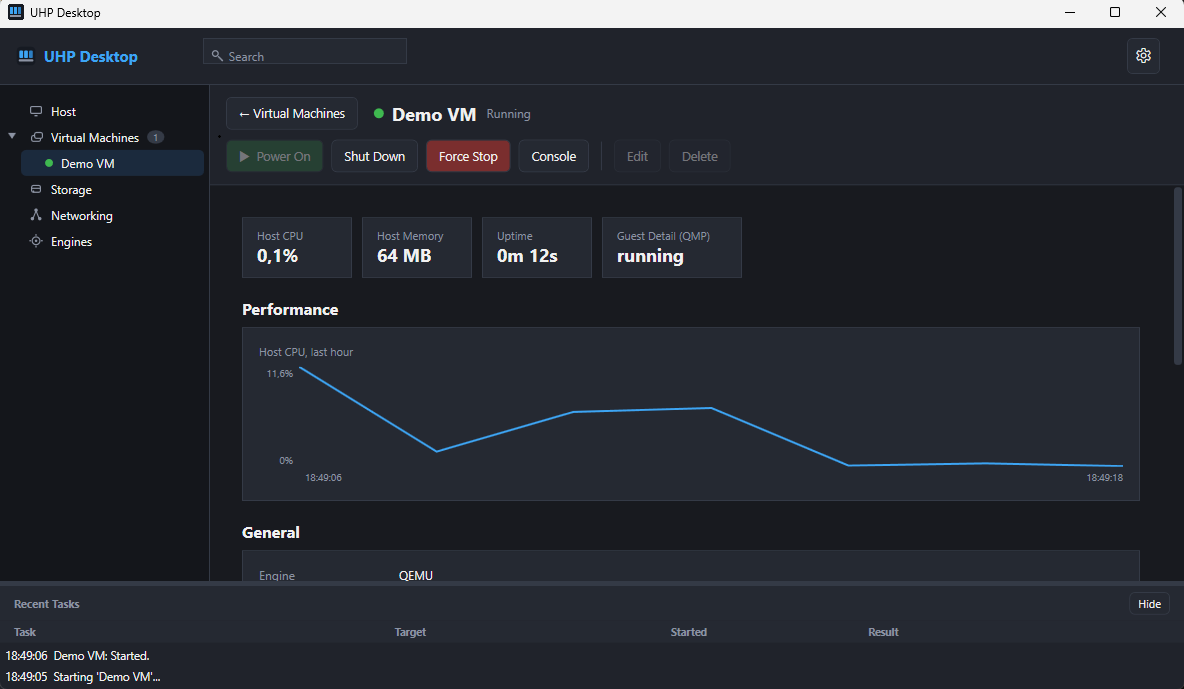 UHP Desktop
UHP Desktop
Search
Host
Virtual Machines 1
Demo VM
Storage
Networking
Engines
← Virtual Machines
Demo VM Running
Power On Shut Down Force Stop Console Edit Delete
Host CPU
0,1%
Host Memory
64 MB
Uptime
0m 12s
Guest Detail (QMP)
running
Performance
Host CPU, last hour
11,6%
0%
18:49:06 18:49:18
General
Engine QEMU
Recent Tasks Hide
Task Target Started Result
18:49:06 Demo VM: Started.
18:49:05 Starting 'Demo VM'...